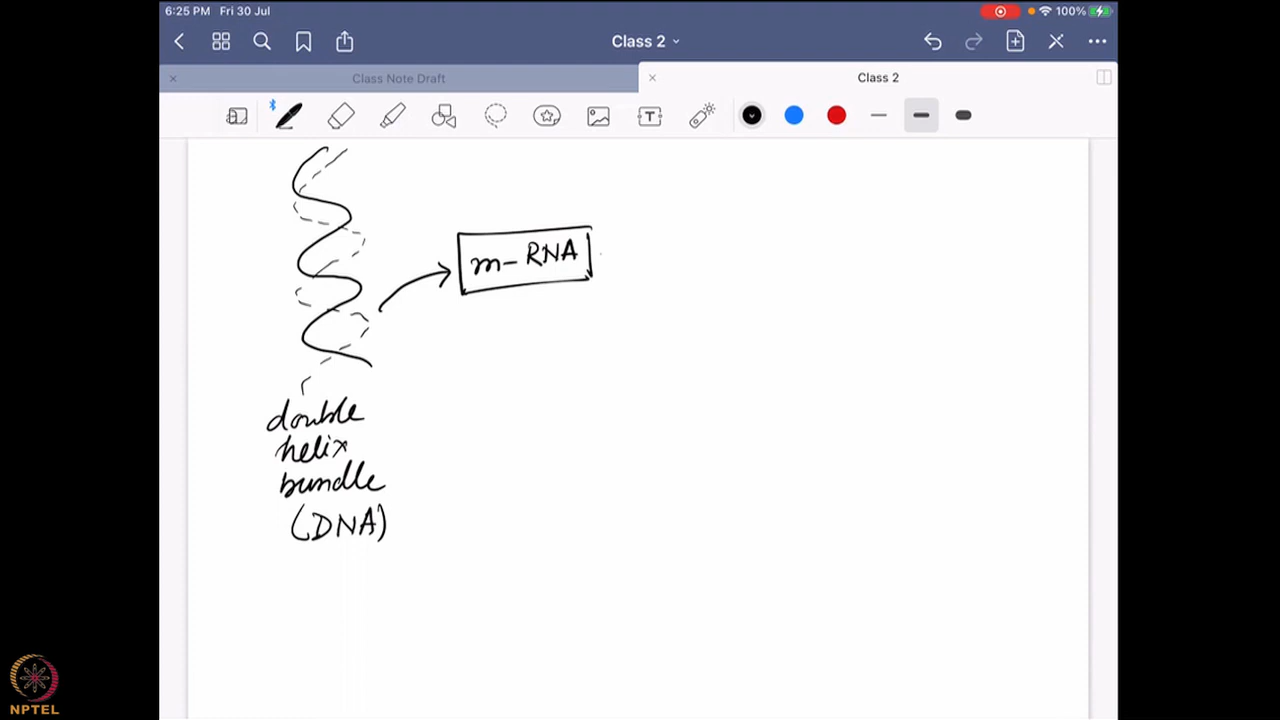 6:25 PM Fri 30 Jul
100%
Class 2
Class Note Draft
Class 2
T
m-RNA
double
helix
bundle
(DNA)
NPTEL